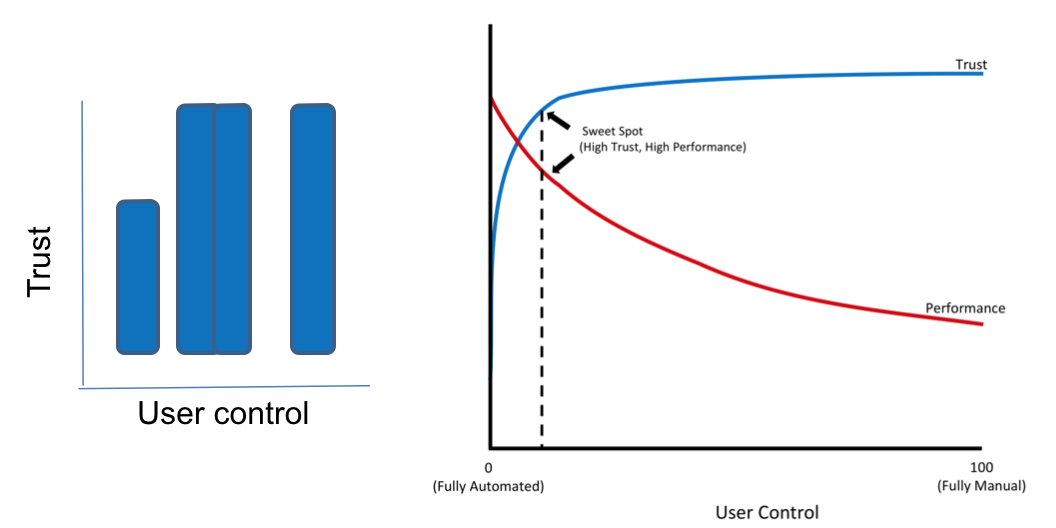 Trust
User control
Trust
Sweet Spot
(High Trust, High Performance)
Performance
0
(Fully Automated)
100
(Fully Manual)
User Control